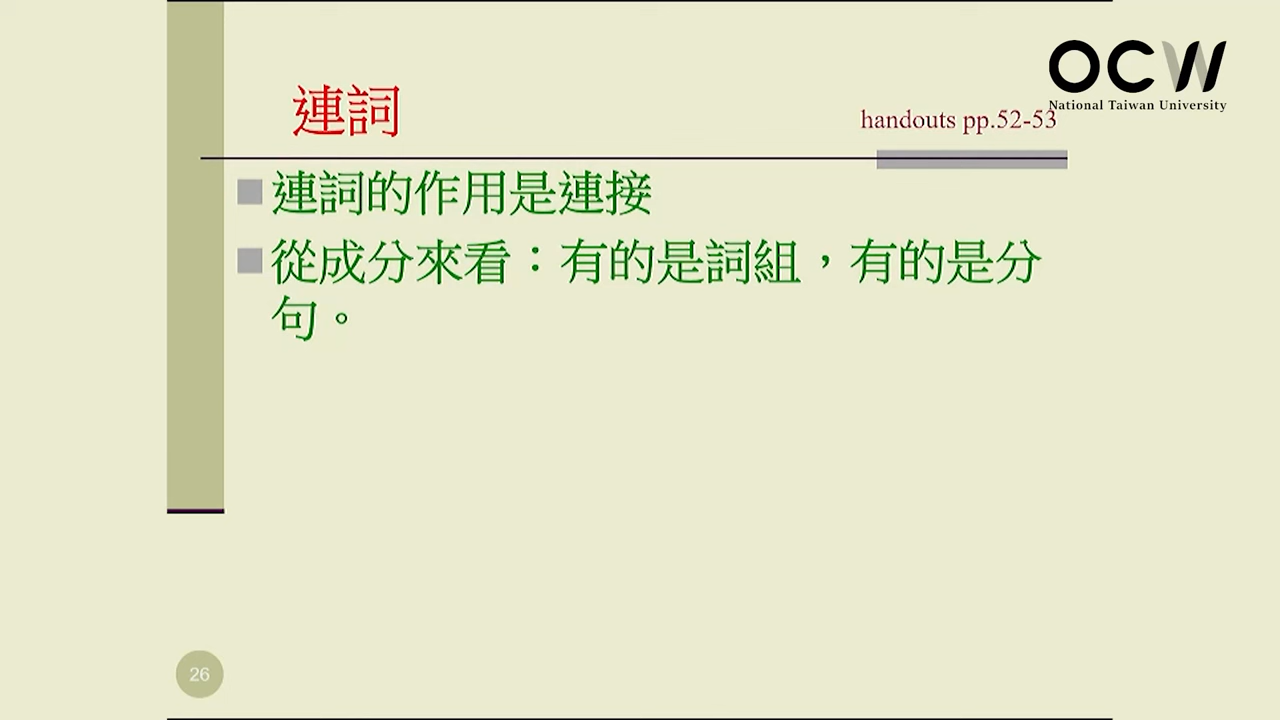 OCW
National Taiwan University
連詞
handouts pp.52-53
連詞的作用是連接
從成分來看：有的是詞組，有的是分
句。
26